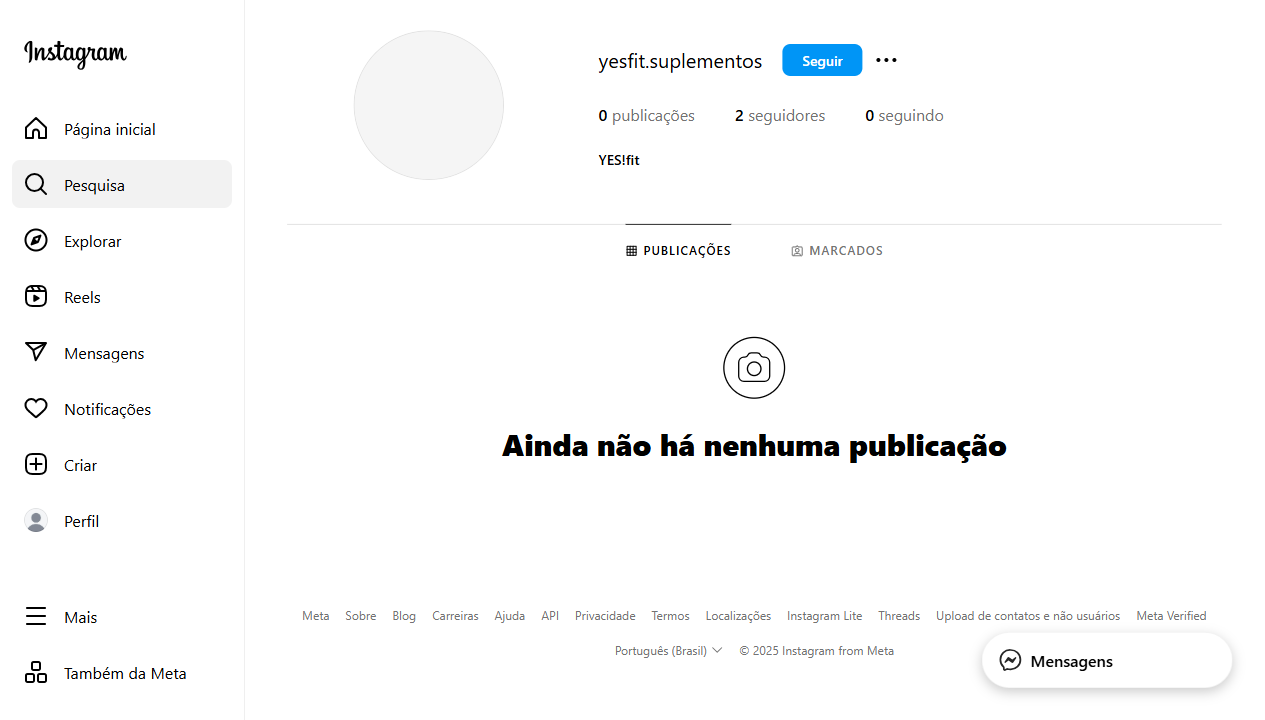 Instagram
Página inicial
Pesquisa
Explorar
Reels
Mensagens
Notificações
Criar
Perfil
Mais
Também da Meta
yesfit.suplementos Seguir
0 publicações 2 seguidores 0 seguindo
YES!fit
PUBLICAÇÕES MARCADOS
Ainda não há nenhuma publicação
Meta Sobre Blog Carreiras Ajuda API Privacidade Termos Localizações Instagram Lite Threads Upload de contatos e não usuários Meta Verified
Português (Brasil) © 2025 Instagram from Meta
Mensagens